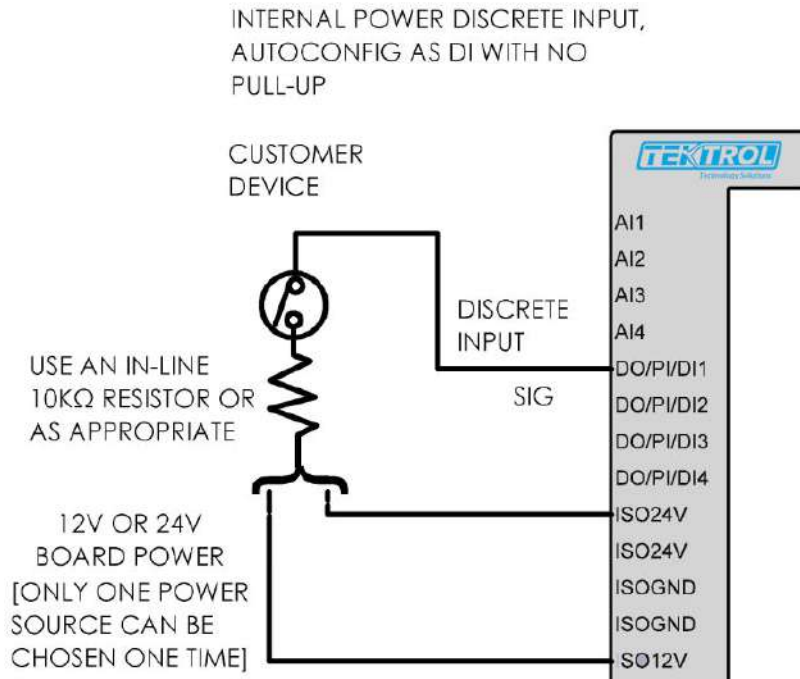 INTERNAL POWER DISCRETE INPUT,
AUTOCONFIG AS DI WITH NO
PULL-UP
CUSTOMER
DEVICE
TEKTROL
Technology Solutions
AI1
AI2
AI3
AI4
DISCRETE
INPUT
SIG
USE AN IN-LINE
10KΩ RESISTOR OR
AS APPROPRIATE
DO/PI/DI1
DO/PI/DI2
DO/PI/DI3
DO/PI/DI4
12V OR 24V
BOARD POWER
[ONLY ONE POWER
SOURCE CAN BE
CHOSEN ONE TIME]
ISO24V
ISO24V
ISOGND
ISOGND
ISO12V